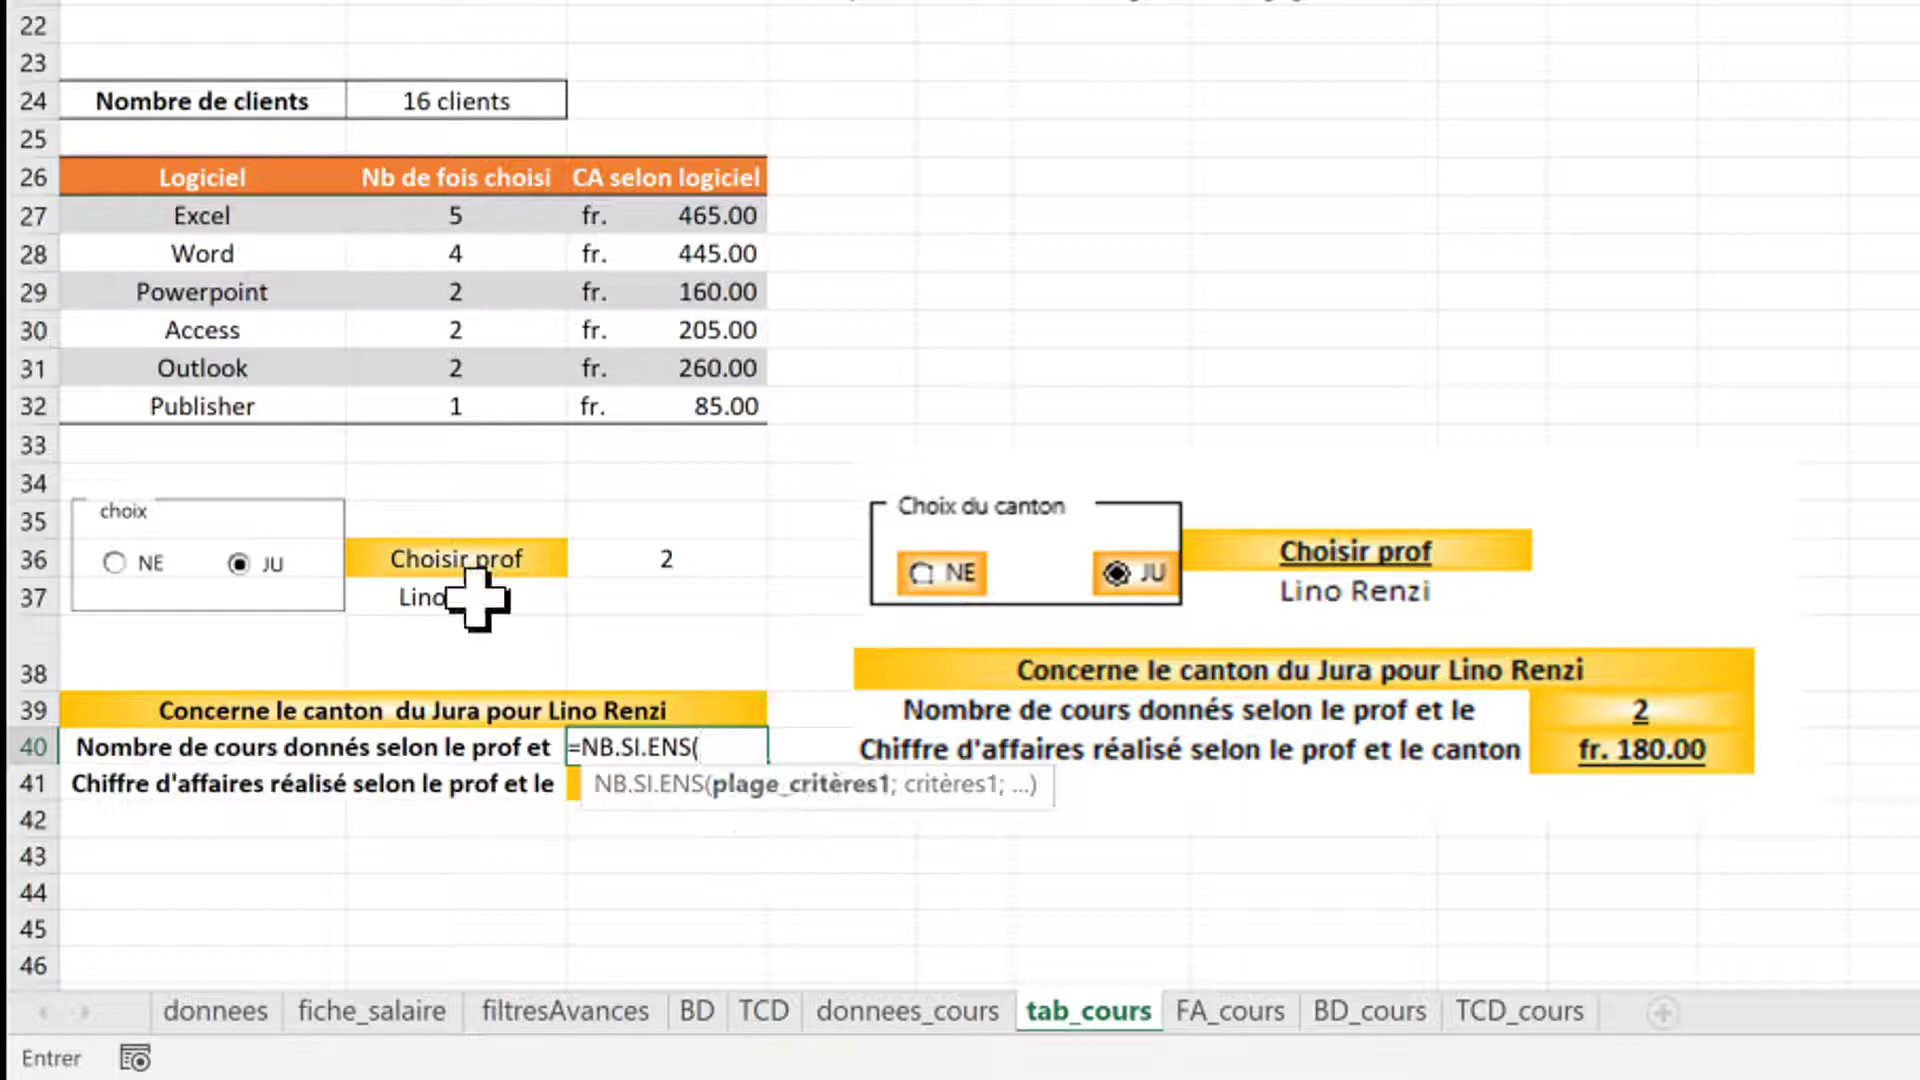 22
23
24 Nombre de clients 16 clients
25
26 Logiciel Nb de fois choisi CA selon logiciel
27 Excel 5 fr. 465.00
28 Word 4 fr. 445.00
29 Powerpoint 2 fr. 160.00
30 Access 2 fr. 205.00
31 Outlook 2 fr. 260.00
32 Publisher 1 fr. 85.00
33
34
35 choix Choix du canton
36 NE JU Choisir prof 2 NE JU Choisir prof
37 Lino Lino Renzi
38 Concerne le canton du Jura pour Lino Renzi
39 Concerne le canton du Jura pour Lino Renzi Nombre de cours donnés selon le prof et le 2
40 Nombre de cours donnés selon le prof et =NB.SI.ENS( Chiffre d'affaires réalisé selon le prof et le canton fr. 180.00
41 Chiffre d'affaires réalisé selon le prof et le NB.SI.ENS(plage_critères1; critères1; ...)
42
43
44
45
46
donnees fiche_salaire filtresAvances BD TCD donnees_cours tab_cours FA_cours BD_cours TCD_cours
Entrer